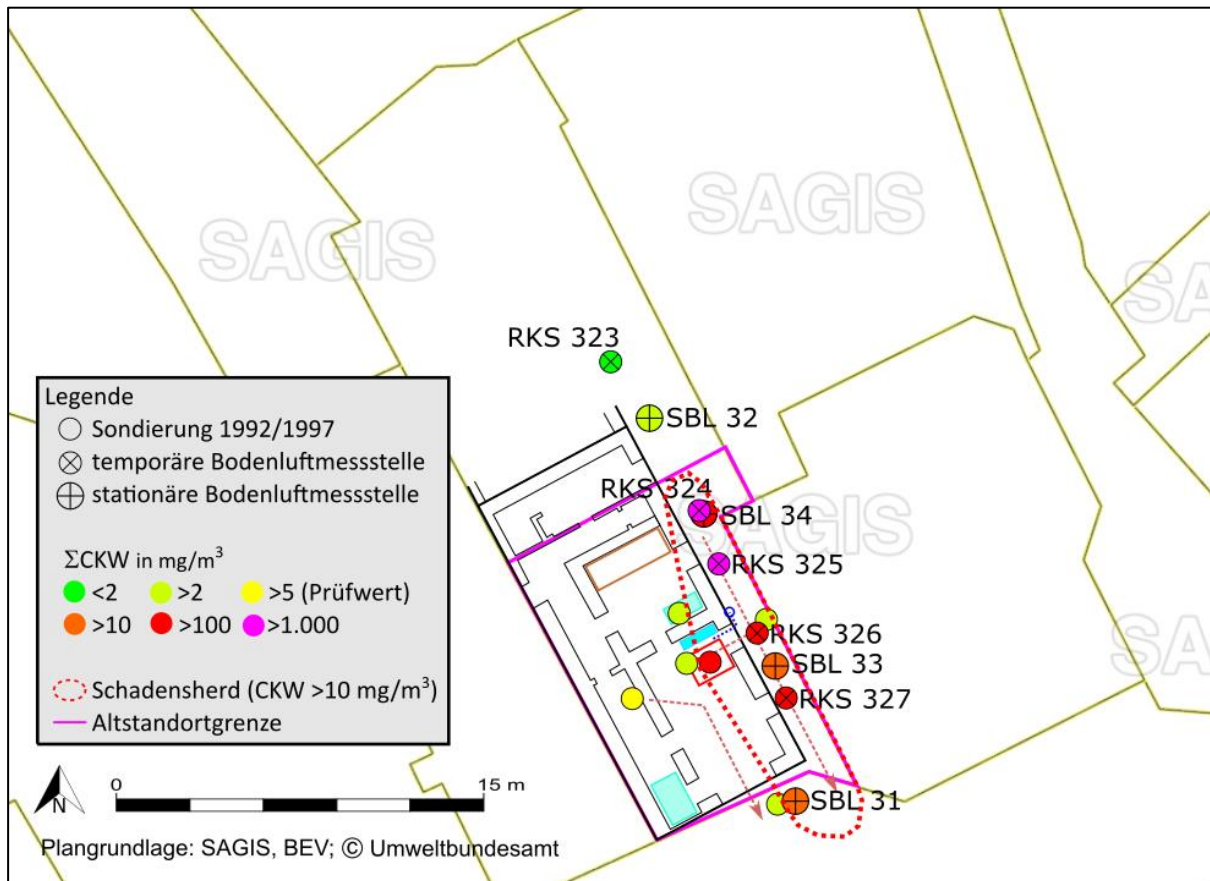 SAGIS
SAGIS
SA
RKS 323
SBL 32
RKS 324
SBL 34
SAGIS
RKS 325
RKS 326
SBL 33
RKS 327
SA
SBL 31
Legende
Sondierung 1992/1997
temporäre Bodenluftmessstelle
stationäre Bodenluftmessstelle
ΣCKW in mg/m³
<2 >2 >5 (Prüfwert)
>10 >100 >1.000
Schadensherd (CKW >10 mg/m³)
Altstandortgrenze
N
0 15 m
Plangrundlage: SAGIS, BEV; © Umweltbundesamt